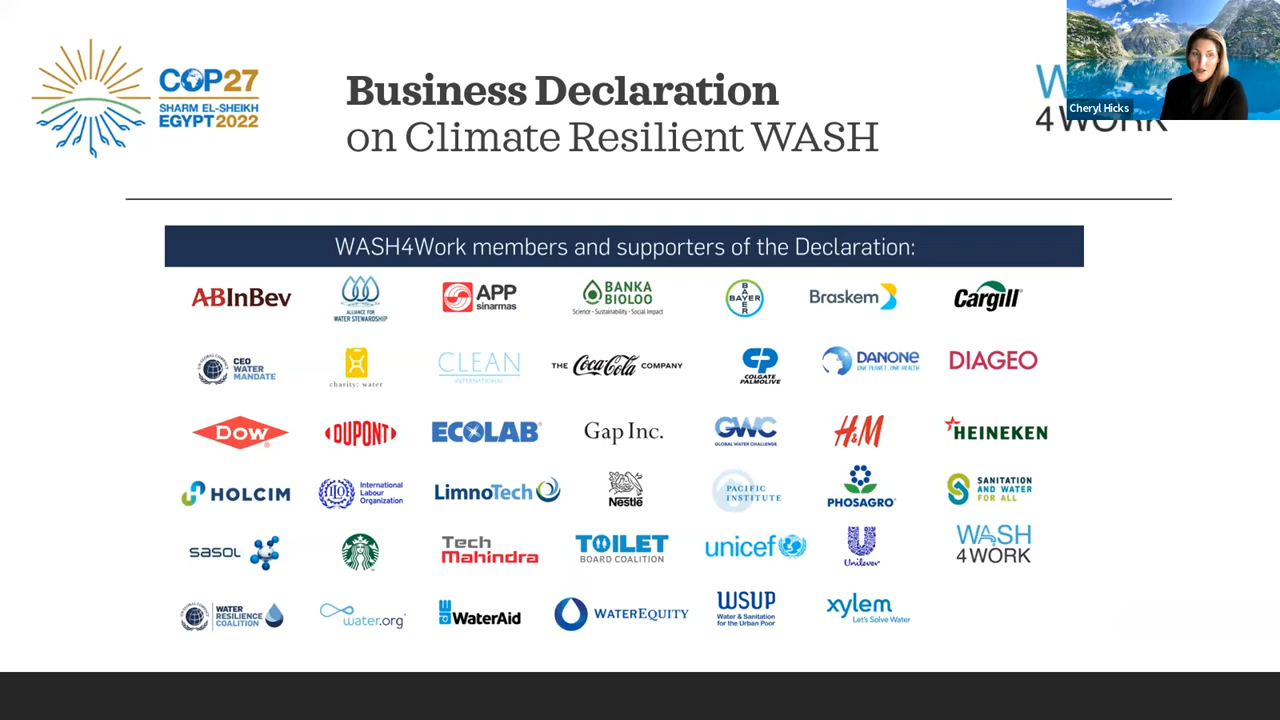 COP27
SHARM EL-SHEIKH
EGYPT 2022
Business Declaration
on Climate Resilient WASH
W
4WORK
Cheryl Hicks
WASH4Work members and supporters of the Declaration:
ABInBev
ALLIANCE FOR
WATER STEWARDSHIP
APP
sinarmas
BANKA
BIOLOO
Science • Sustainability • Social Impact
BAYER
BAYER
Braskem
Cargill®
CEO
WATER
MANDATE
charity: water
CLEAN
INTERNATIONAL
THE Coca-Cola COMPANY
CP
COLGATE
PALMOLIVE
DANONE
ONE PLANET. ONE HEALTH
DIAGEO
Dow®
DUPONT
ECOLAB®
Gap Inc.
GWC
GLOBAL WATER CHALLENGE
H&M
HEINEKEN
HOLCIM
International
Labour
Organization
LimnoTech
Nestlé
PACIFIC
INSTITUTE
PHOSAGRO®
SANITATION
AND WATER
FOR ALL
sasol
Tech
Mahindra
TOILET
BOARD COALITION
unicef
Unilever
WASH
4WORK
WATER
RESILIENCE
COALITION
water.org®
WaterAid
WATEREQUITY
WSUP
Water & Sanitation
for the Urban Poor
xylem
Let's Solve Water